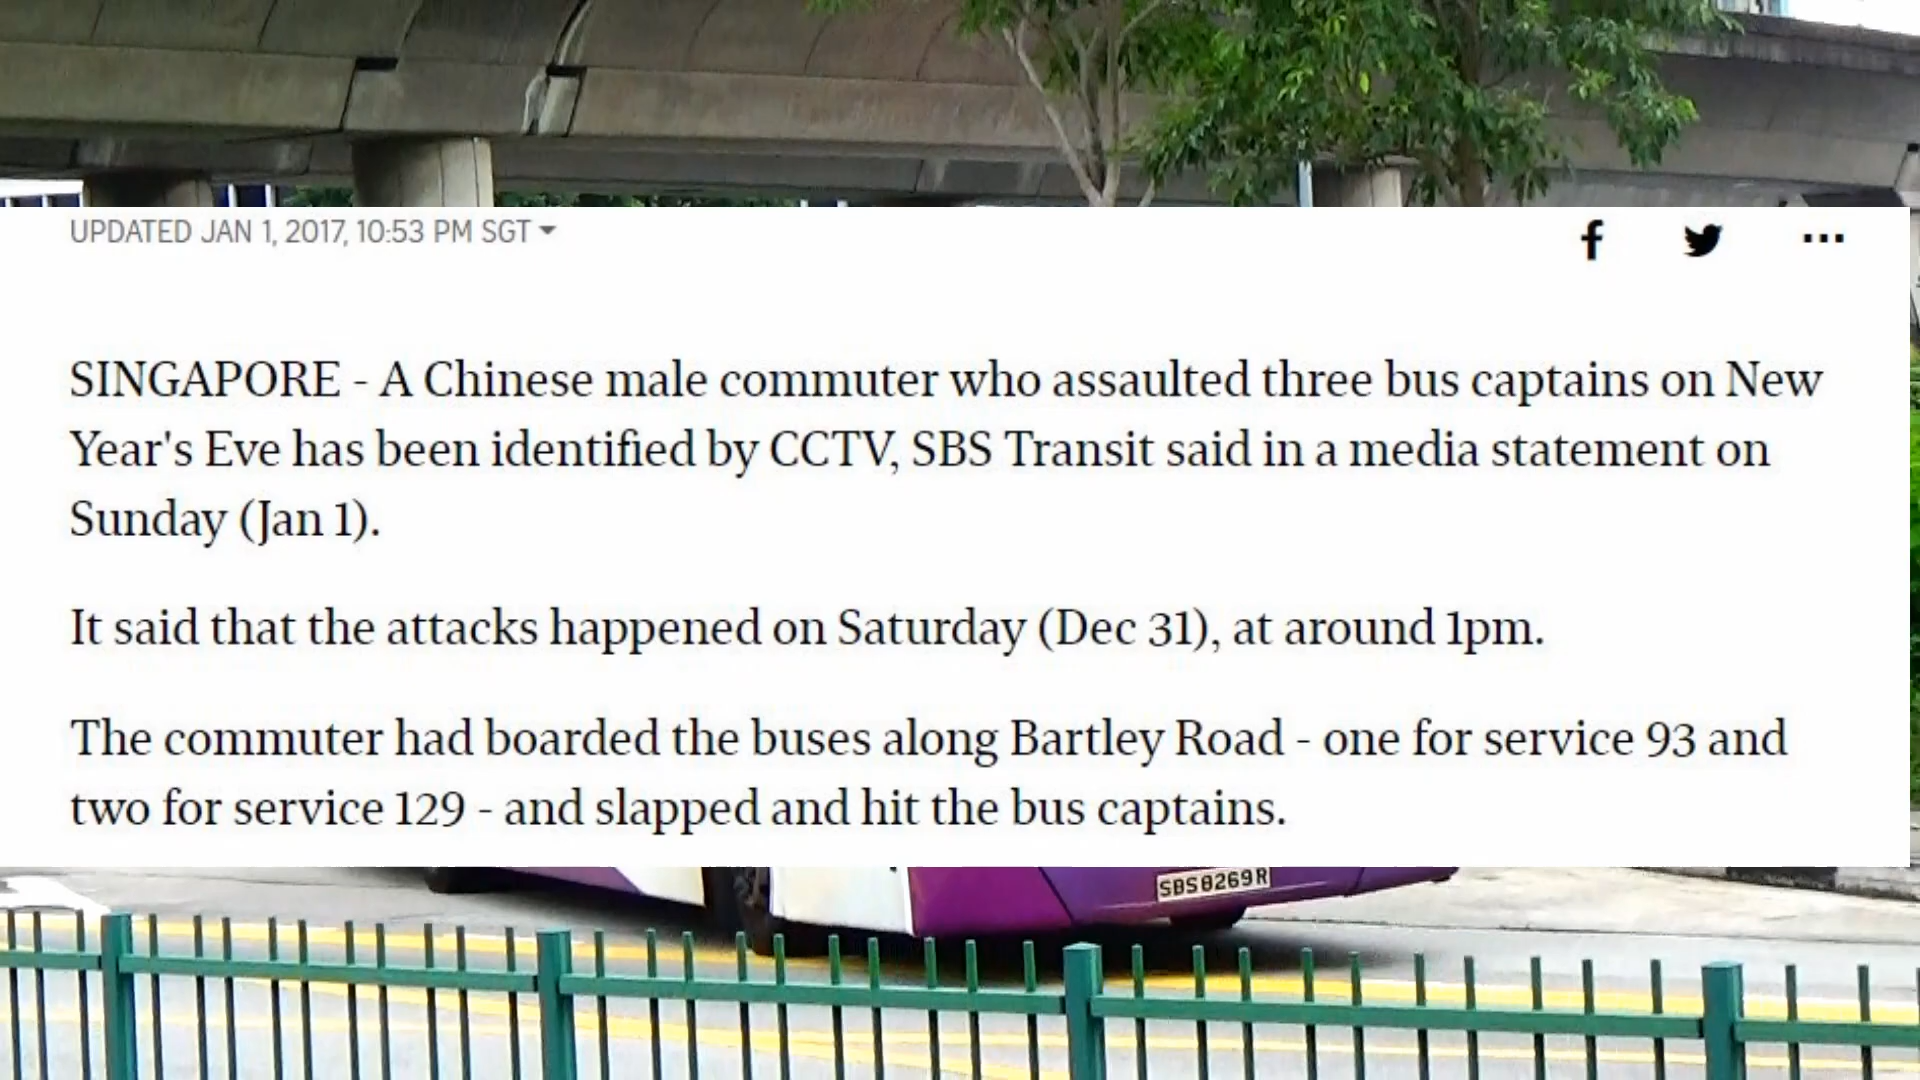 UPDATED JAN 1, 2017, 10:53 PM SGT
SINGAPORE - A Chinese male commuter who assaulted three bus captains on New
Year's Eve has been identified by CCTV, SBS Transit said in a media statement on
Sunday (Jan 1).
It said that the attacks happened on Saturday (Dec 31), at around 1pm.
The commuter had boarded the buses along Bartley Road - one for service 93 and
two for service 129 - and slapped and hit the bus captains.
SBS8269R